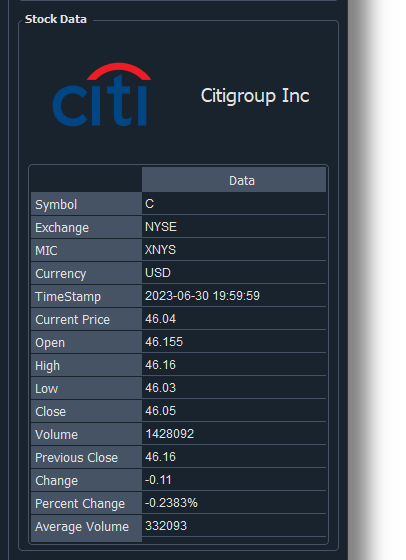 Stock Data
citi
Citigroup Inc
Data
Symbol C
Exchange NYSE
MIC XNYS
Currency USD
TimeStamp 2023-06-30 19:59:59
Current Price 46.04
Open 46.155
High 46.16
Low 46.03
Close 46.05
Volume 1428092
Previous Close 46.16
Change -0.11
Percent Change -0.2383%
Average Volume 332093